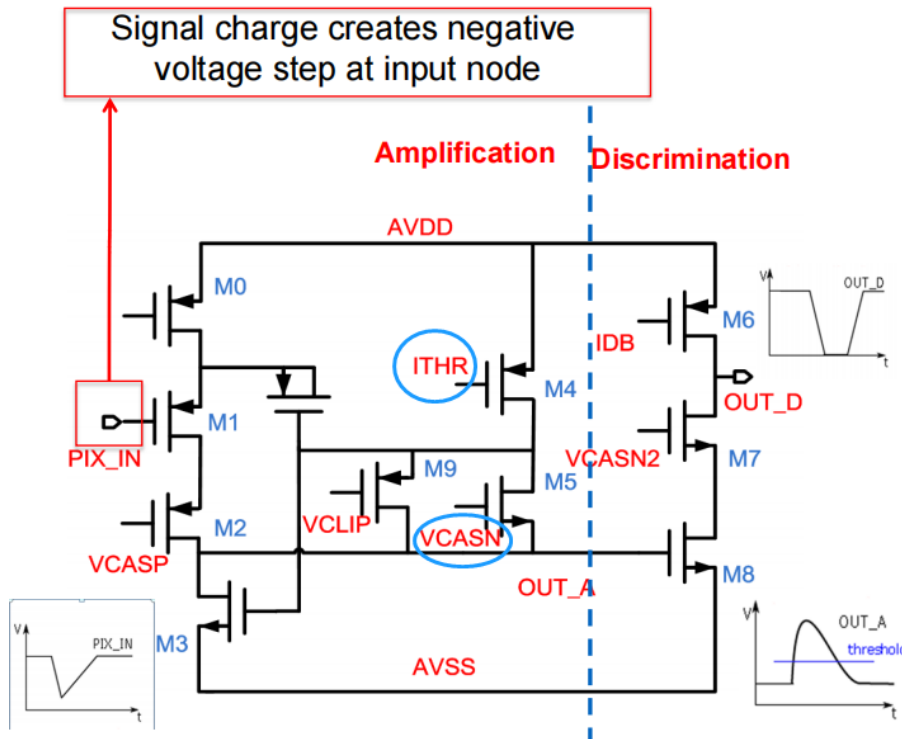 Signal charge creates negative
voltage step at input node
Amplification
Discrimination
AVDD
M0
V
OUT_D
t
M6
ITHR
IDB
M4
OUT_D
M1
PIX_IN
M9
M5
VCASN2
M7
M2
VCLIP
VCASN
VCASP
OUT_A
M8
V
PIX_IN
t
M3
AVSS
V
OUT_A
threshold
t